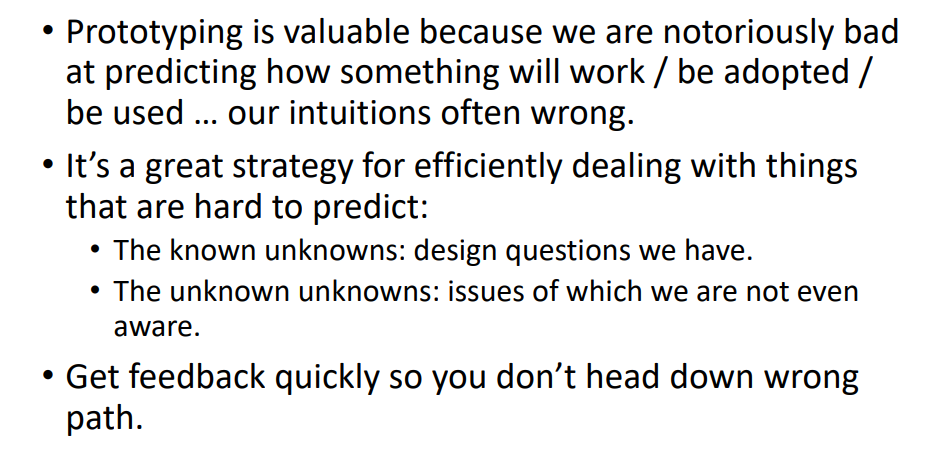 • Prototyping is valuable because we are notoriously bad
at predicting how something will work / be adopted /
be used … our intuitions often wrong.
• It’s a great strategy for efficiently dealing with things
that are hard to predict:
• The known unknowns: design questions we have.
• The unknown unknowns: issues of which we are not even
aware.
• Get feedback quickly so you don’t head down wrong
path.